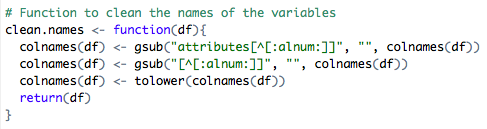 # Function to clean the names of the variables
clean.names <- function(df){
  colnames(df) <- gsub("attributes[^[:alnum:]]", "", colnames(df))
  colnames(df) <- gsub("[^[:alnum:]]", "", colnames(df))
  colnames(df) <- tolower(colnames(df))
  return(df)
}